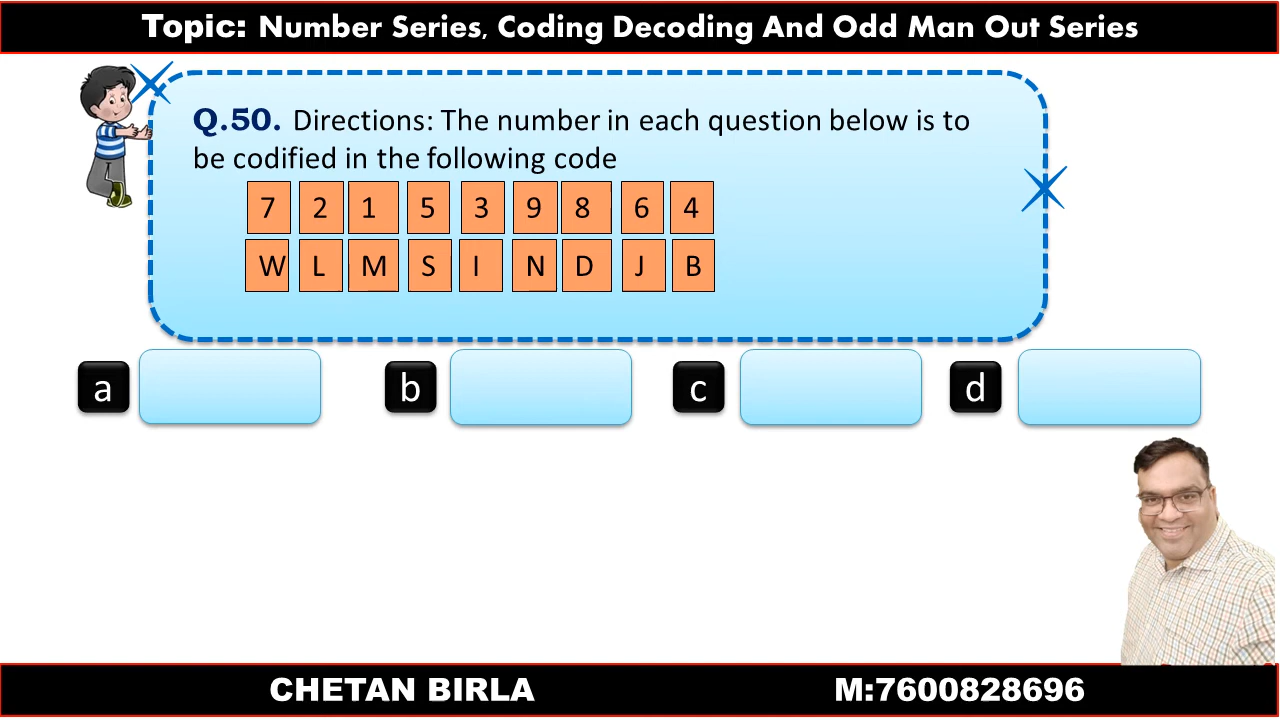 Topic: Number Series, Coding Decoding And Odd Man Out Series
Q.50. Directions: The number in each question below is to
be codified in the following code
7 2 1 5 3 9 8 6 4
W L M S I N D J B
a b c d
CHETAN BIRLA M:7600828696